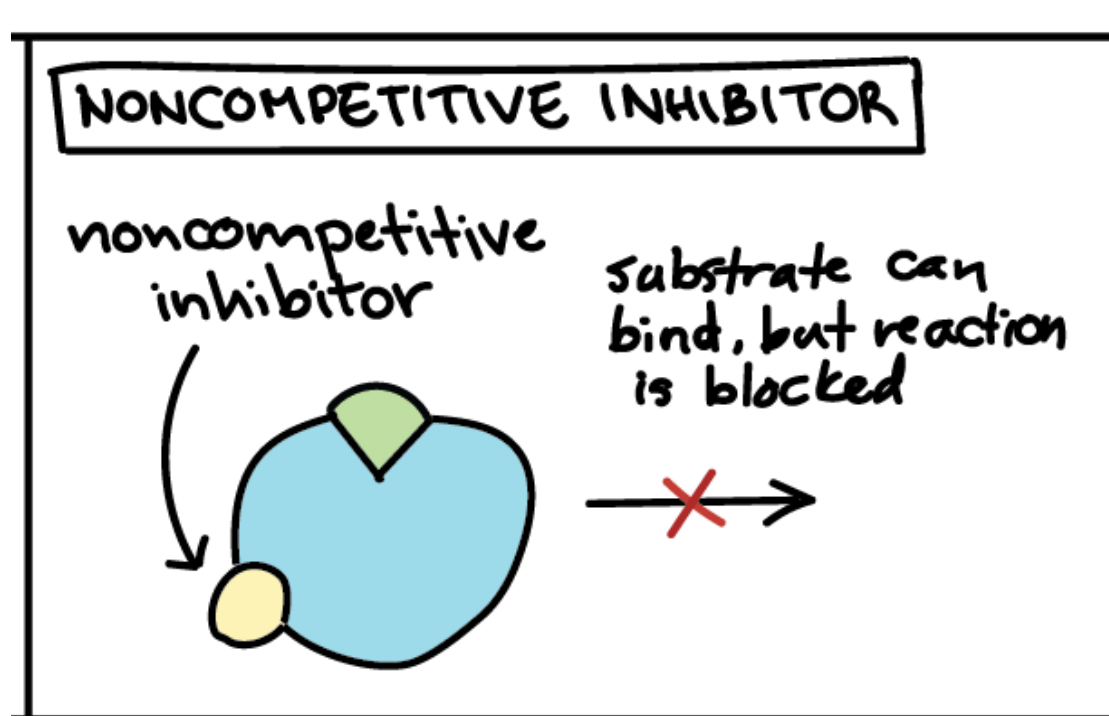 NONCOMPETITIVE INHIBITOR
noncompetitive
inhibitor
substrate can
bind, but reaction
is blocked